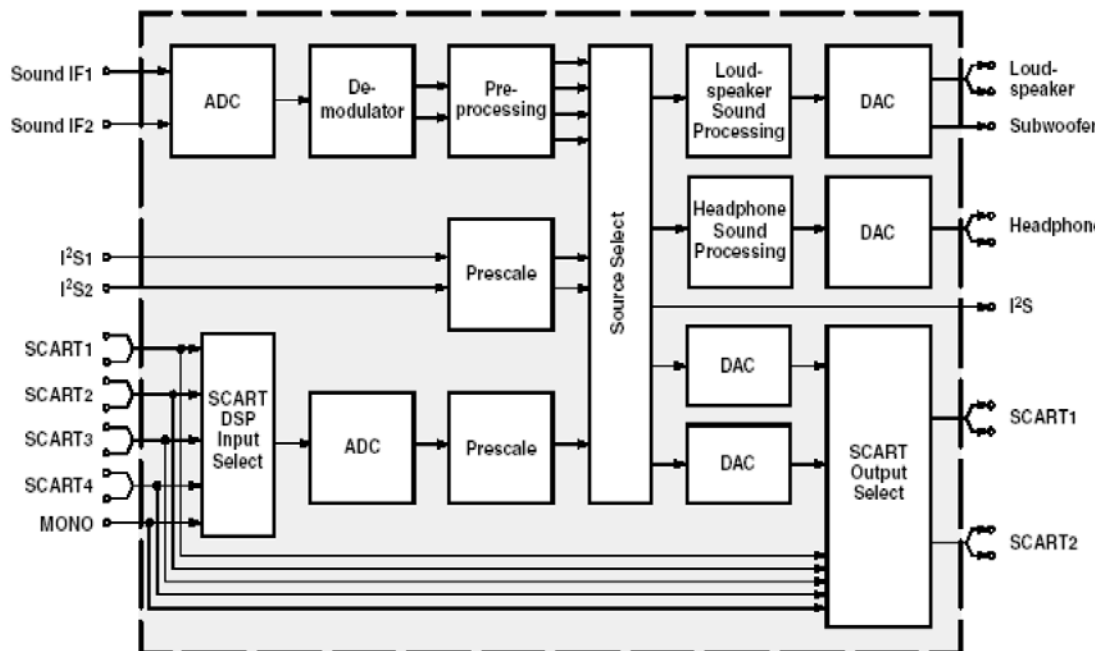 Sound IF1
Sound IF2
ADC
De-
modulator
Pre-
processing
Loud-
speaker
Sound
Processing
DAC
Loud-
speaker
Subwoofer
Source Select
Headphone
Sound
Processing
DAC
Headphone
I²S1
I²S2
Prescale
I²S
SCART1
SCART2
SCART3
SCART4
MONO
SCART
DSP
Input
Select
ADC
Prescale
DAC
DAC
SCART
Output
Select
SCART1
SCART2